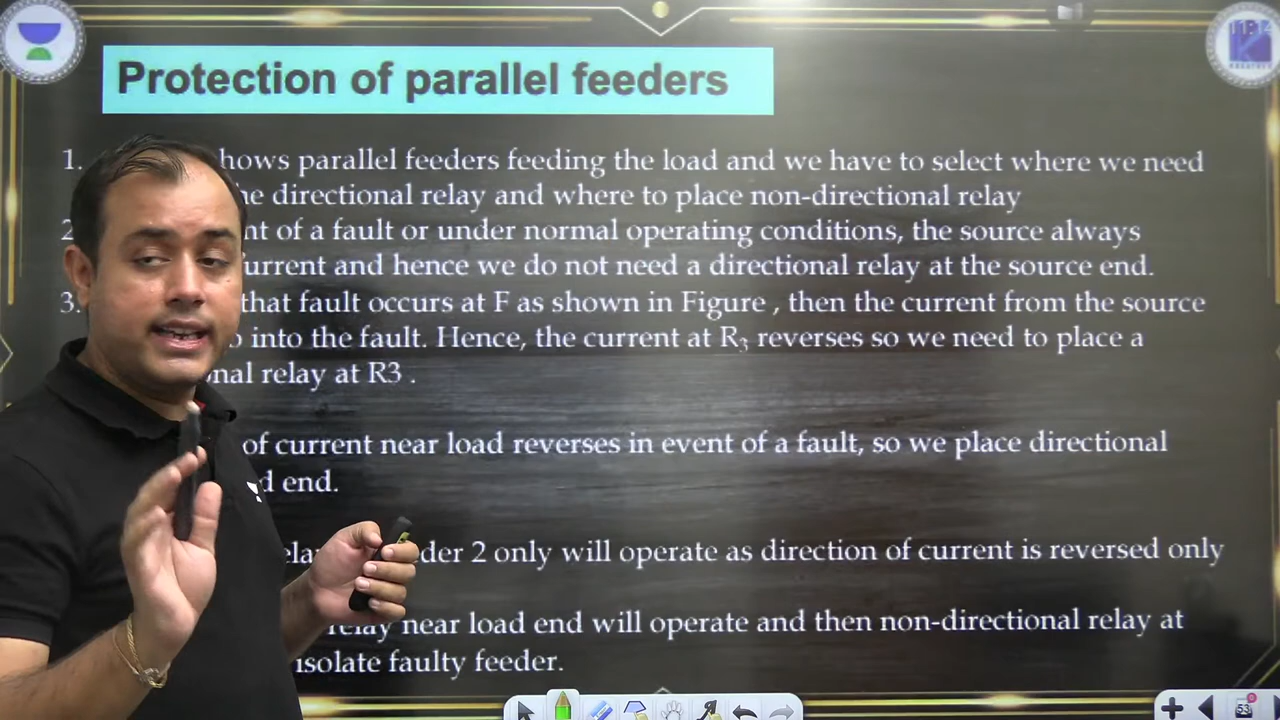 Protection of parallel feeders
1. hows parallel feeders feeding the load and we have to select where we need
he directional relay and where to place non-directional relay
2 nt of a fault or under normal operating conditions, the source always
urrent and hence we do not need a directional relay at the source end.
3. that fault occurs at F as shown in Figure , then the current from the source
into the fault. Hence, the current at R3 reverses so we need to place a
onal relay at R3 .
of current near load reverses in event of a fault, so we place directional
d end.
ela der 2 only will operate as direction of current is reversed only
relay near load end will operate and then non-directional relay at
isolate faulty feeder.
53